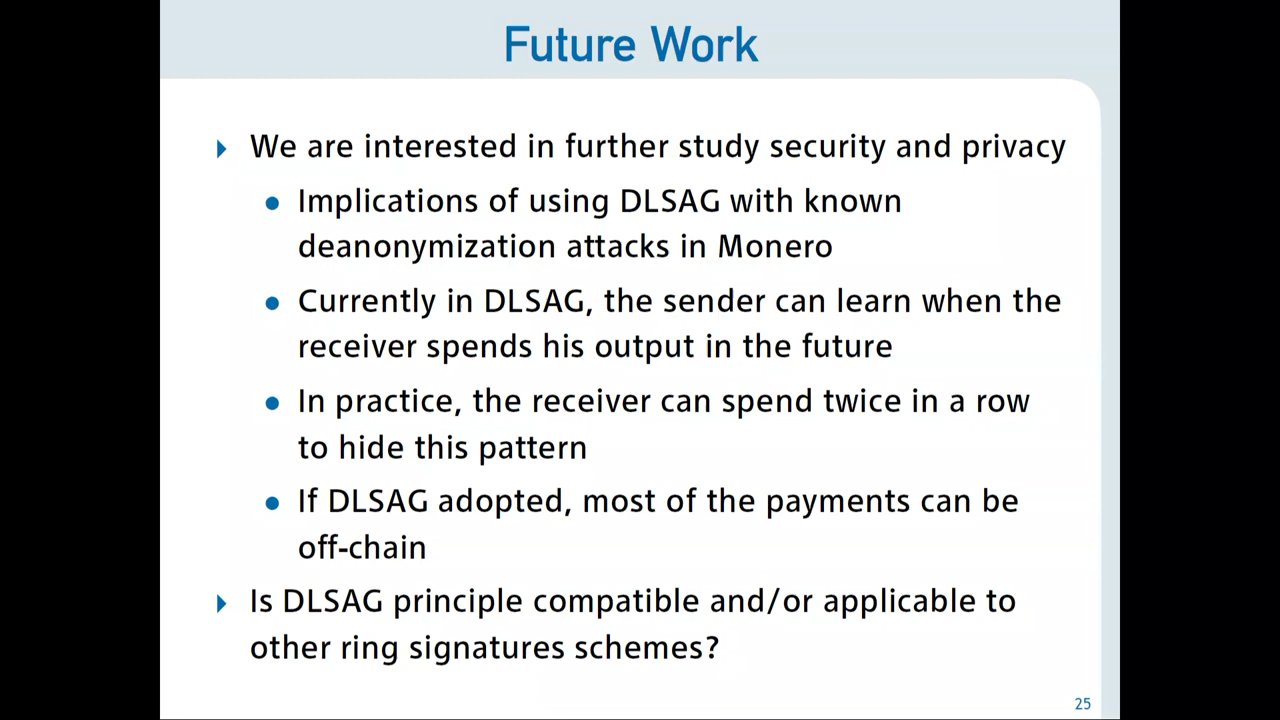 Future Work
We are interested in further study security and privacy
Implications of using DLSAG with known
deanonymization attacks in Monero
Currently in DLSAG, the sender can learn when the
receiver spends his output in the future
In practice, the receiver can spend twice in a row
to hide this pattern
If DLSAG adopted, most of the payments can be
off-chain
Is DLSAG principle compatible and/or applicable to
other ring signatures schemes?
25